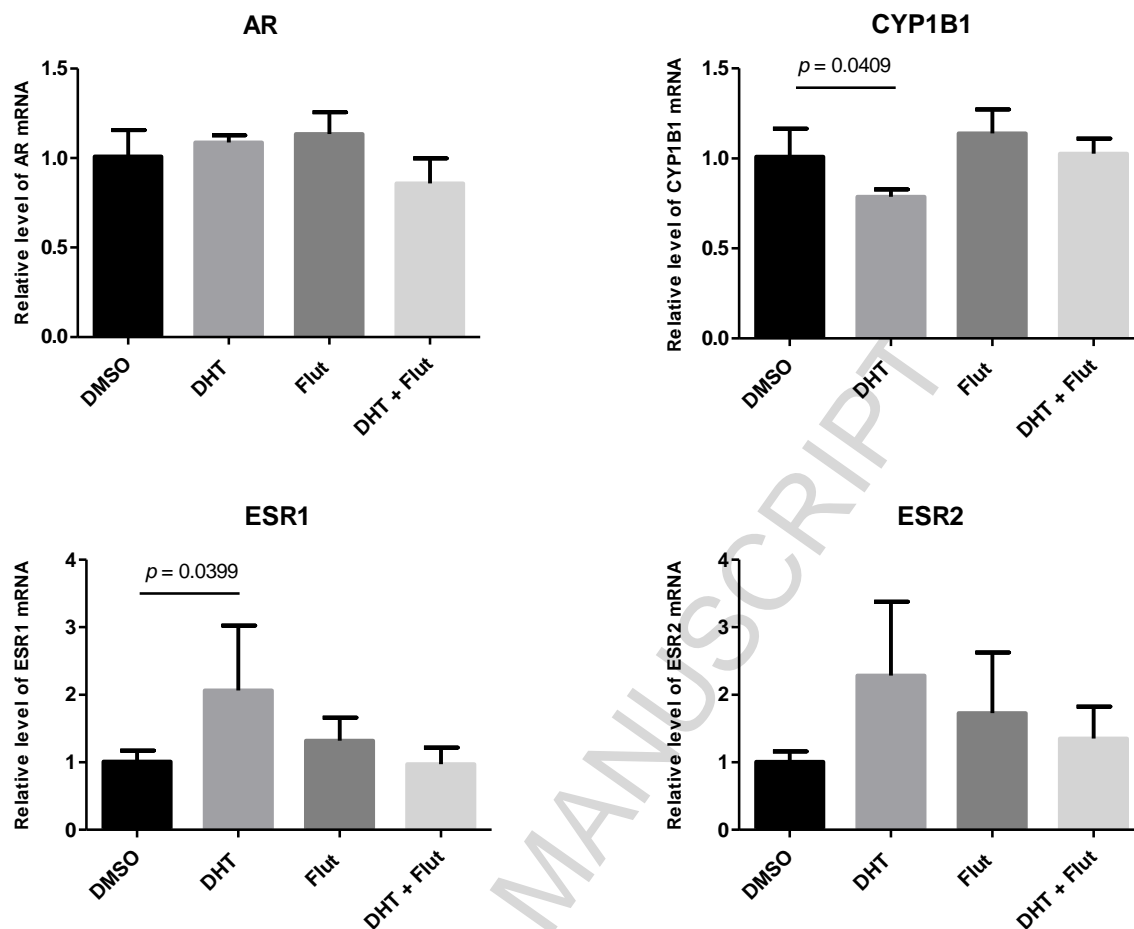 AR
Relative level of AR mRNA
1.5
1.0
0.5
0.0
DMSO
DHT
Flut
DHT + Flut
CYP1B1
p = 0.0409
Relative level of CYP1B1 mRNA
1.5
1.0
0.5
0.0
DMSO
DHT
Flut
DHT + Flut
ESR1
p = 0.0399
Relative level of ESR1 mRNA
4
3
2
1
0
DMSO
DHT
Flut
DHT + Flut
ESR2
Relative level of ESR2 mRNA
4
3
2
1
0
DMSO
DHT
Flut
DHT + Flut
MANUSCRIPT